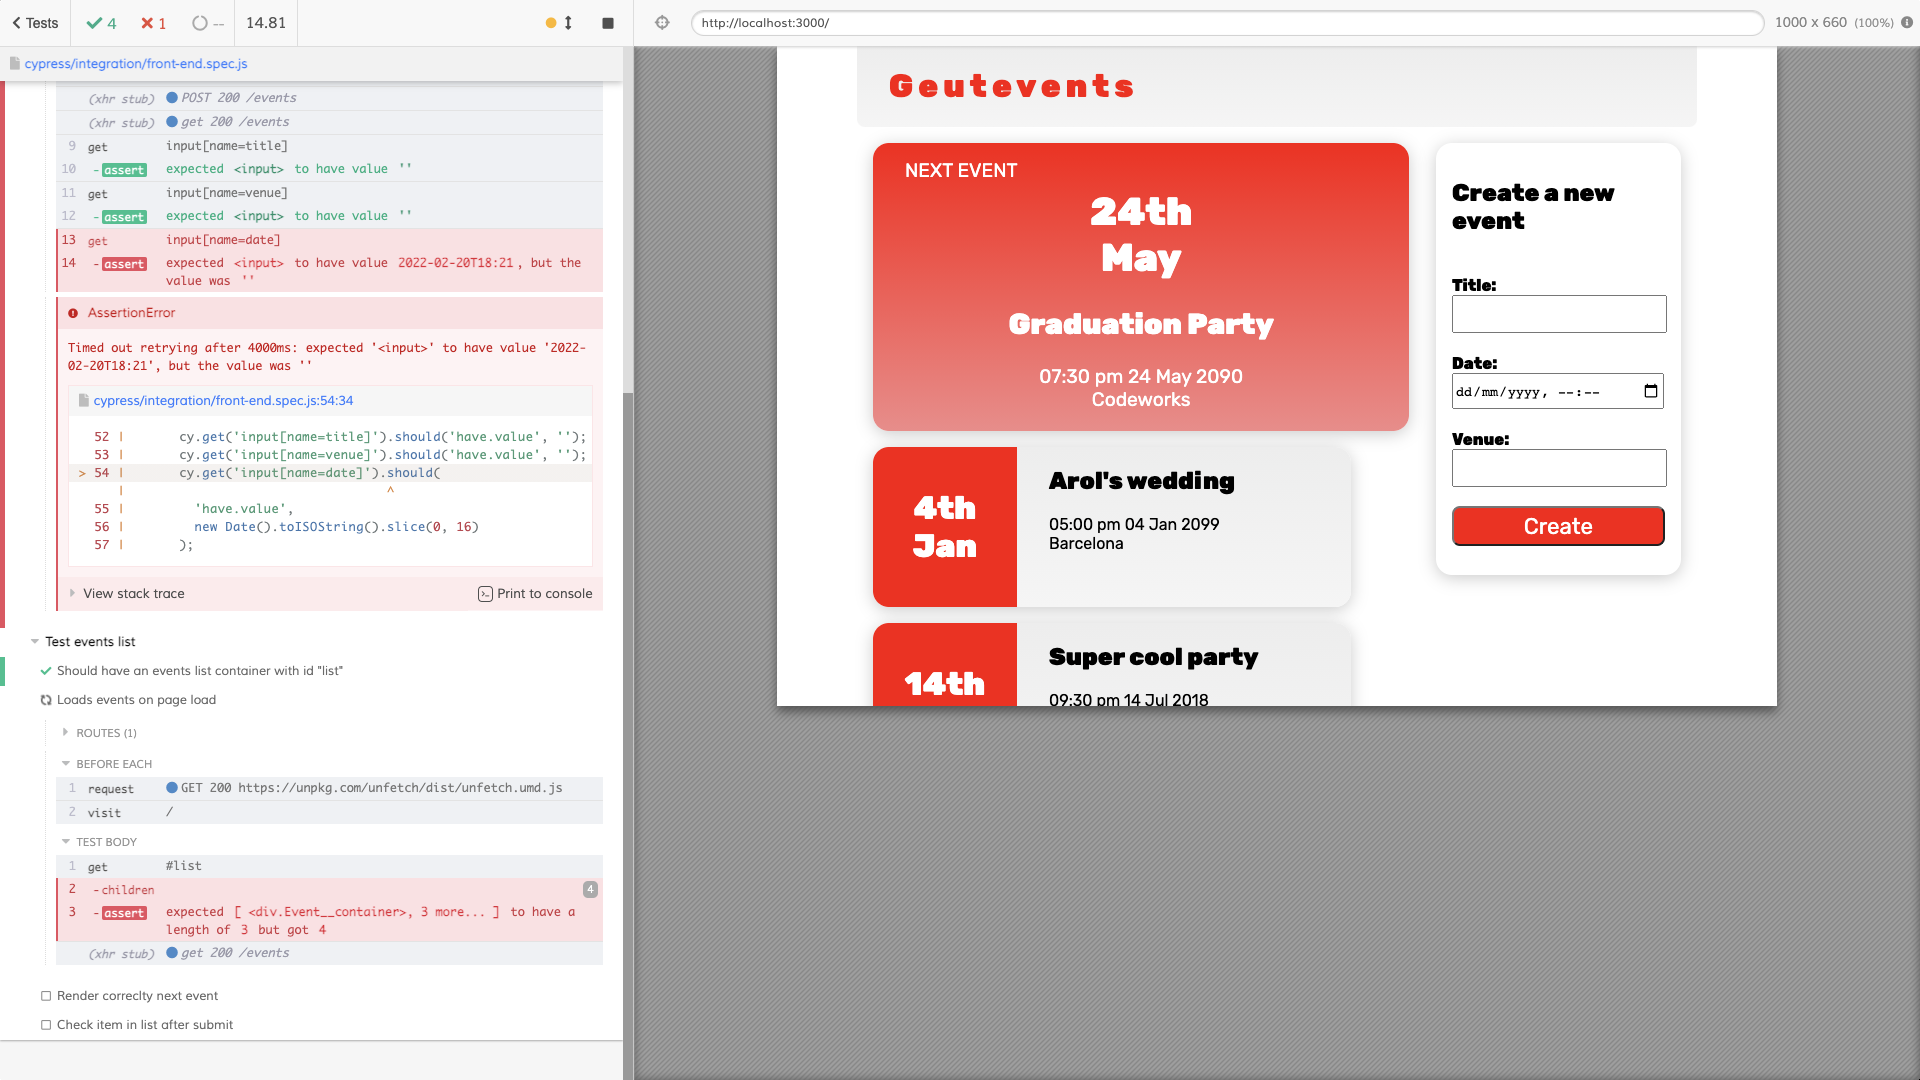 Tests
4
1
--
14.81
http://localhost:3000/
1000 x 660 (100%)
cypress/integration/front-end.spec.js
(xhr stub) POST 200 /events
(xhr stub) get 200 /events
9 get input[name=title]
10 -assert expected <input> to have value ''
11 get input[name=venue]
12 -assert expected <input> to have value ''
13 get input[name=date]
14 -assert expected <input> to have value 2022-02-20T18:21, but the
value was ''
AssertionError
Timed out retrying after 4000ms: expected '<input>' to have value '2022-
02-20T18:21', but the value was ''
cypress/integration/front-end.spec.js:54:34
52 | cy.get('input[name=title]').should('have.value', '');
53 | cy.get('input[name=venue]').should('have.value', '');
> 54 | cy.get('input[name=date]').should(
| ^
55 | 'have.value',
56 | new Date().toISOString().slice(0, 16)
57 | );
View stack trace
Print to console
Test events list
Should have an events list container with id "list"
Loads events on page load
ROUTES (1)
BEFORE EACH
1 request GET 200 https://unpkg.com/unfetch/dist/unfetch.umd.js
2 visit /
TEST BODY
1 get #list
2 -children 4
3 -assert expected [ <div.Event__container>, 3 more... ] to have a
length of 3 but got 4
(xhr stub) get 200 /events
Render correclty next event
Check item in list after submit
Geutevents
NEXT EVENT
24th
May
Graduation Party
07:30 pm 24 May 2090
Codeworks
4th
Jan
Arol's wedding
05:00 pm 04 Jan 2099
Barcelona
14th
Super cool party
09:30 pm 14 Jul 2018
Create a new
event
Title:
Date:
dd/mm/yyyy, --:--
Venue:
Create